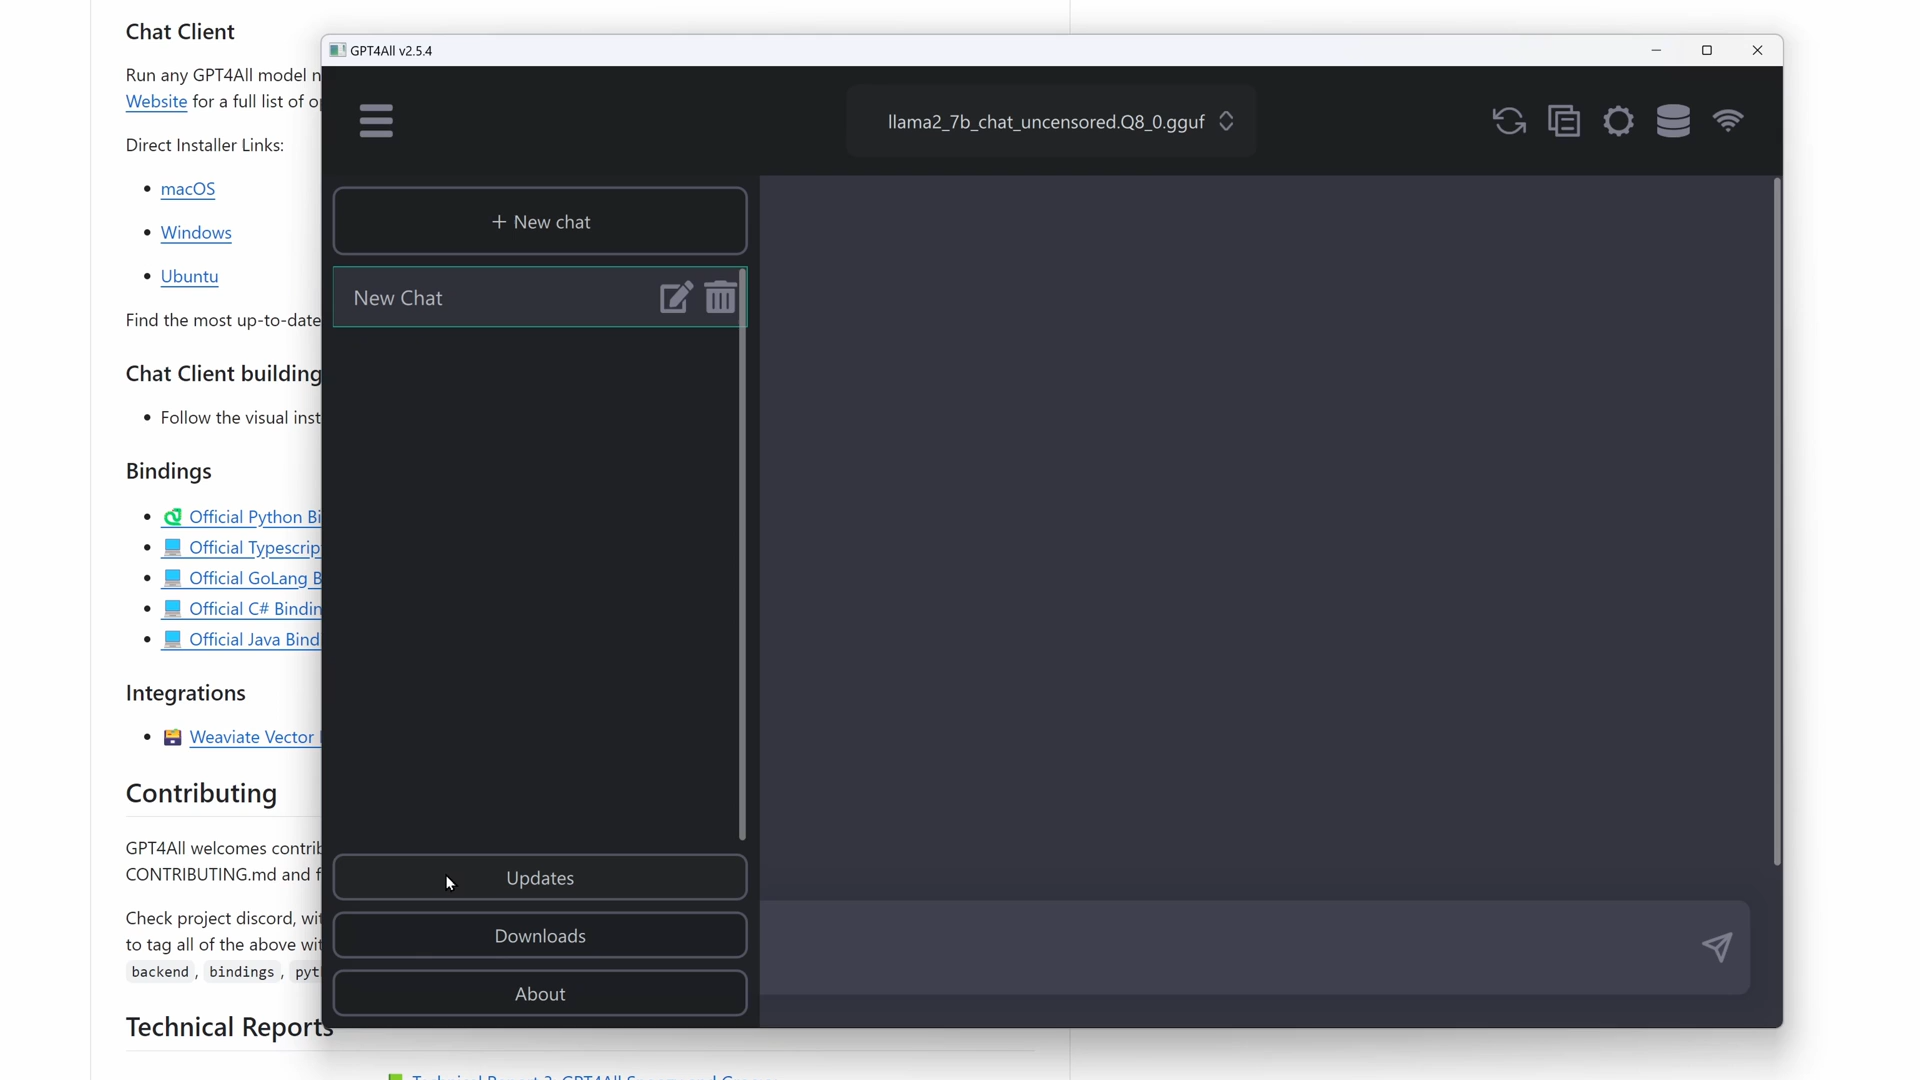 Chat Client
Run any GPT4All model n
Website for a full list of o
Direct Installer Links:
macOS
Windows
Ubuntu
Find the most up-to-date
Chat Client building
Follow the visual inst
Bindings
Official Python Bi
Official Typescrip
Official GoLang B
Official C# Bindin
Official Java Bind
Integrations
Weaviate Vector
Contributing
GPT4All welcomes contrib
CONTRIBUTING.md and f
Check project discord, wit
to tag all of the above wit
backend, bindings, pyt
Technical Reports
GPT4All v2.5.4
llama2_7b_chat_uncensored.Q8_0.gguf
+ New chat
New Chat
Updates
Downloads
About